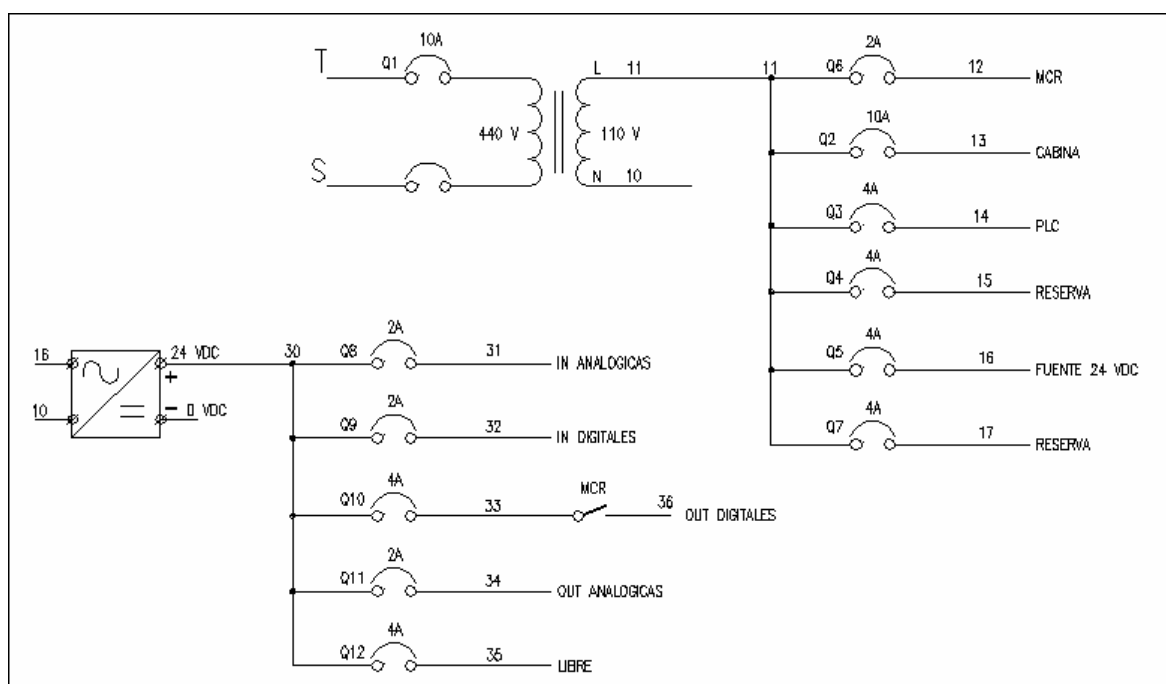 10A
T Q1
L 11 11
440 V 110 V
S
N 10
2A
Q6 12 MCR
10A
Q2 13 CABINA
4A
Q3 14 PLC
4A
Q4 15 RESERVA
4A
Q5 16 FUENTE 24 VDC
4A
Q7 17 RESERVA
16 24 VDC 30
+
10 - 0 VDC
2A
Q8 31 IN ANALOGICAS
2A
Q9 32 IN DIGITALES
4A MCR
Q10 33 36 OUT DIGITALES
2A
Q11 34 OUT ANALOGICAS
4A
Q12 35 LIBRE